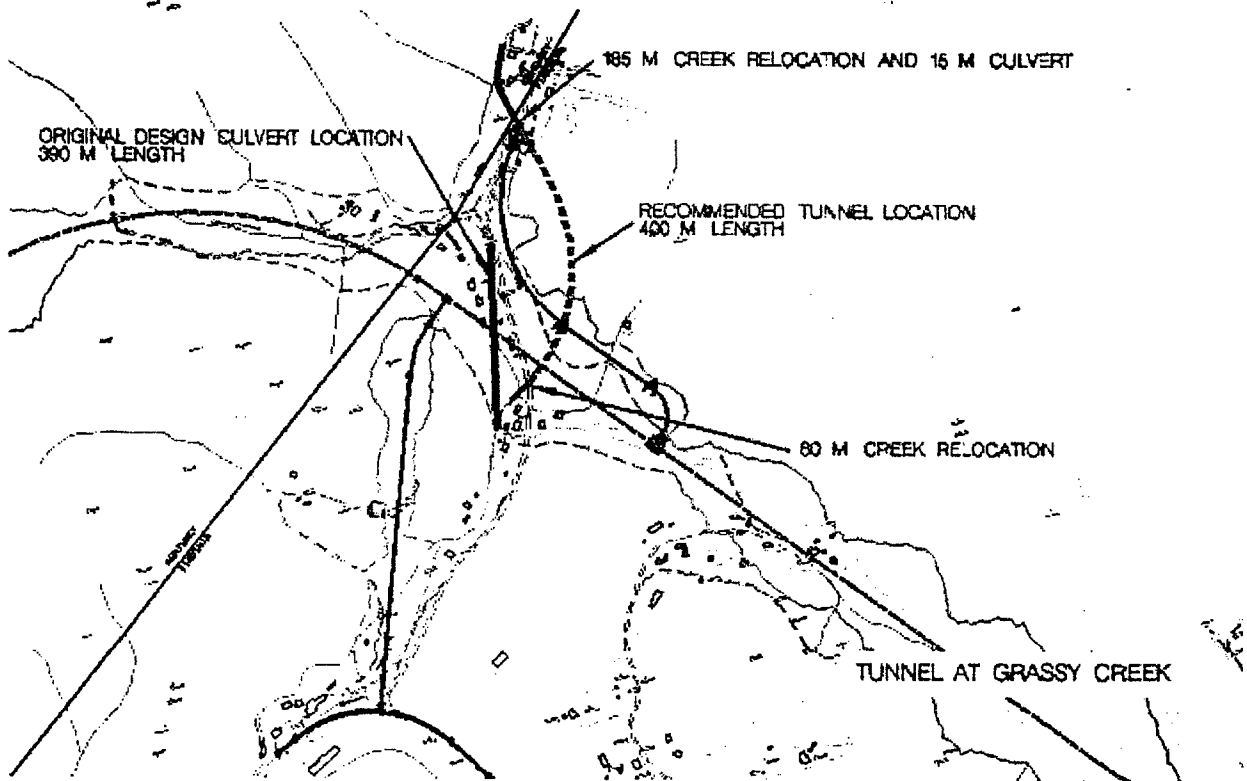 185 M CREEK RELOCATION AND 15 M CULVERT
ORIGINAL DESIGN CULVERT LOCATION
390 M LENGTH
RECOMMENDED TUNNEL LOCATION
400 M LENGTH
80 M CREEK RELOCATION
TUNNEL AT GRASSY CREEK